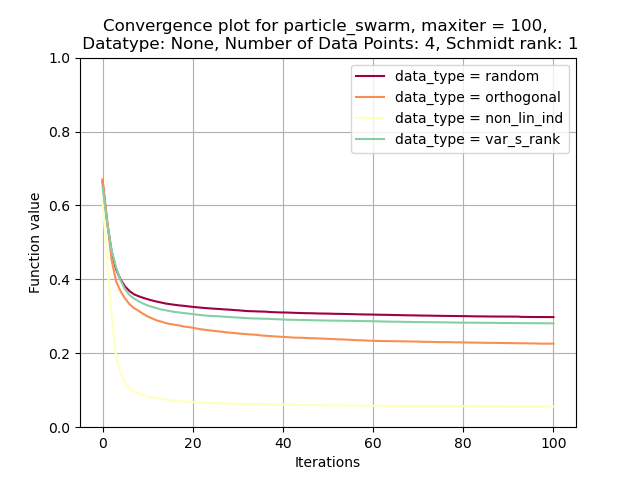 Convergence plot for particle_swarm, maxiter = 100,
Datatype: None, Number of Data Points: 4, Schmidt rank: 1
data_type = random
data_type = orthogonal
data_type = non_lin_ind
data_type = var_s_rank
Function value
1.0
0.8
0.6
0.4
0.2
0.0
0 20 40 60 80 100
Iterations